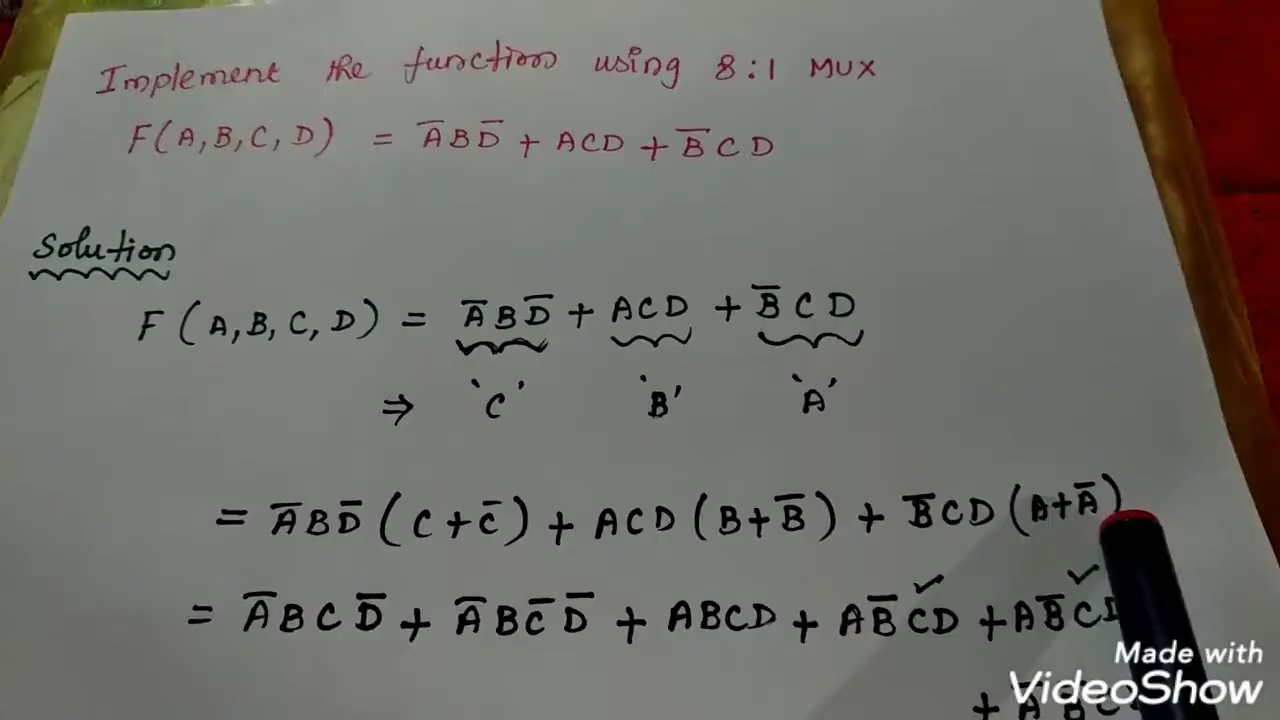 Implement the function using 8:1 MUX
F(A,B,C,D) = A̅BD̅ + ACD + B̅CD
Solution
F(A,B,C,D) = A̅BD̅ + ACD + B̅CD
⇒ 'C' 'B' 'A'
= A̅BD̅(C+C̅) + ACD(B+B̅) + B̅CD(A+A̅)
= A̅BCD̅ + A̅BC̅D̅ + ABCD + AB̅CD + AB̅CD
+
Made with
VideoShow